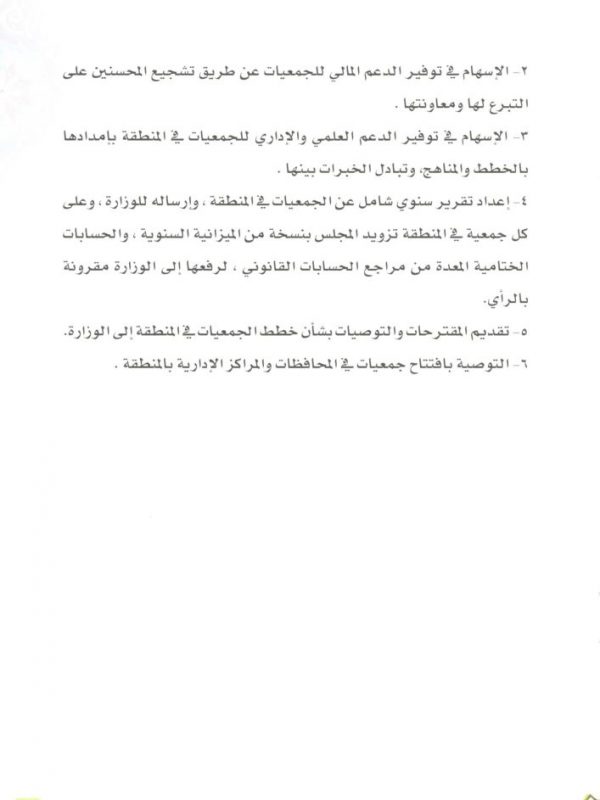 ٢- الإسهام في توفير الدعم المالي للجمعيات عن طريق تشجيع المحسنين على
التبرع لها ومعاونتها .
٣- الإسهام في توفير الدعم العلمي والإداري للجمعيات في المنطقة بإمدادها
بالخطط والمناهج، وتبادل الخبرات بينها .
٤- إعداد تقرير سنوي شامل عن الجمعيات في المنطقة ، وإرساله للوزارة ، وعلى
كل جمعية في المنطقة تزويد المجلس بنسخة من الميزانية السنوية ، والحسابات
الختامية المعدة من مراجع الحسابات القانوني ، لرفعها إلى الوزارة مقرونة
بالرأي.
٥- تقديم المقترحات والتوصيات بشأن خطط الجمعيات في المنطقة إلى الوزارة.
٦- التوصية بافتتاح جمعيات في المحافظات والمراكز الإدارية بالمنطقة .